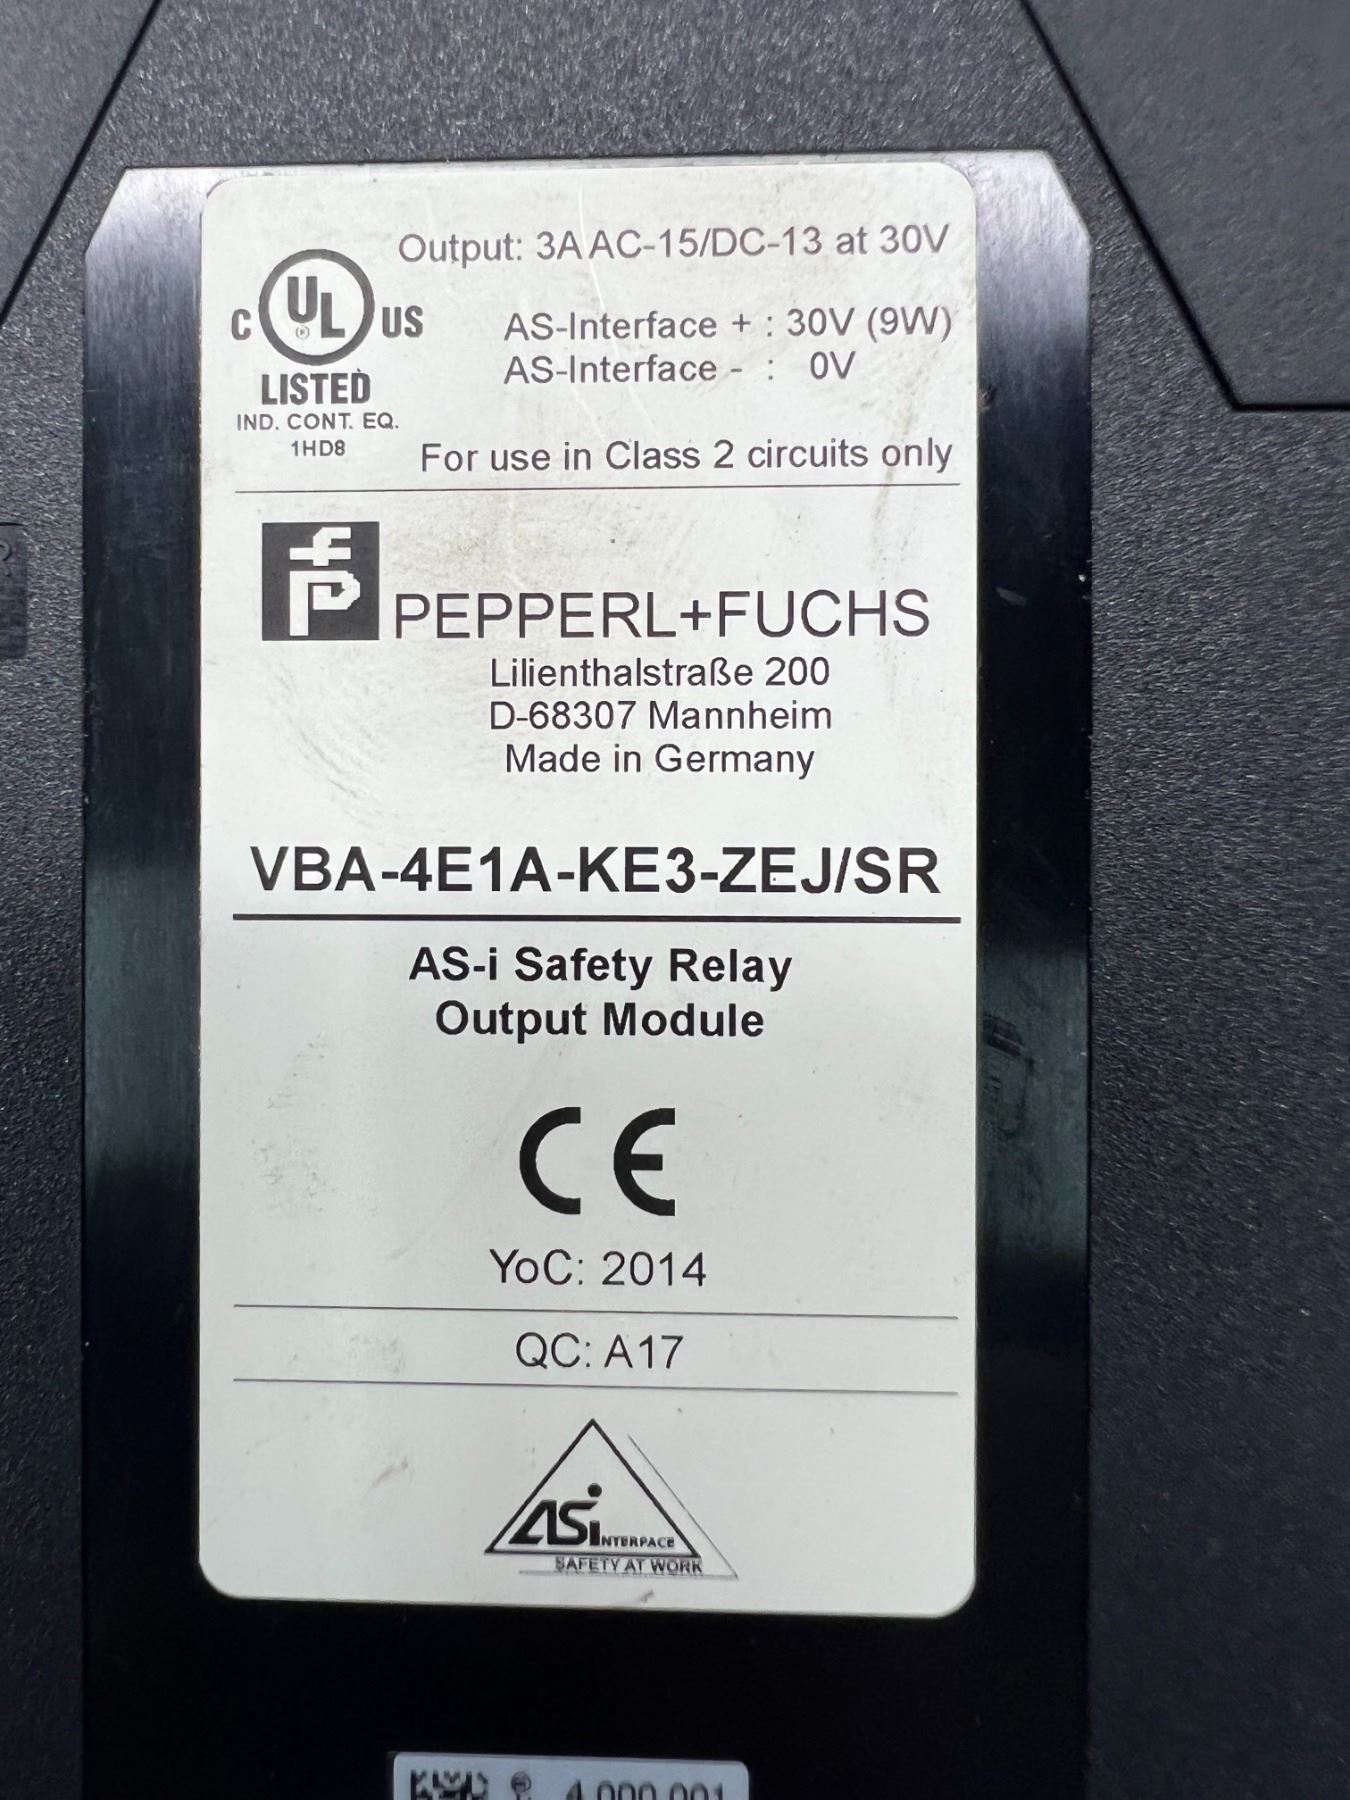 Output: 3A AC-15/DC-13 at 30V
C UL US
LISTED
IND. CONT. EQ.
1HD8
AS-Interface + : 30V (9W)
AS-Interface - : 0V
For use in Class 2 circuits only
PEPPERL+FUCHS
Lilienthalstraße 200
D-68307 Mannheim
Made in Germany
VBA-4E1A-KE3-ZEJ/SR
AS-i Safety Relay
Output Module
CE
YoC: 2014
QC: A17
ASi INTERFACE
SAFETY AT WORK